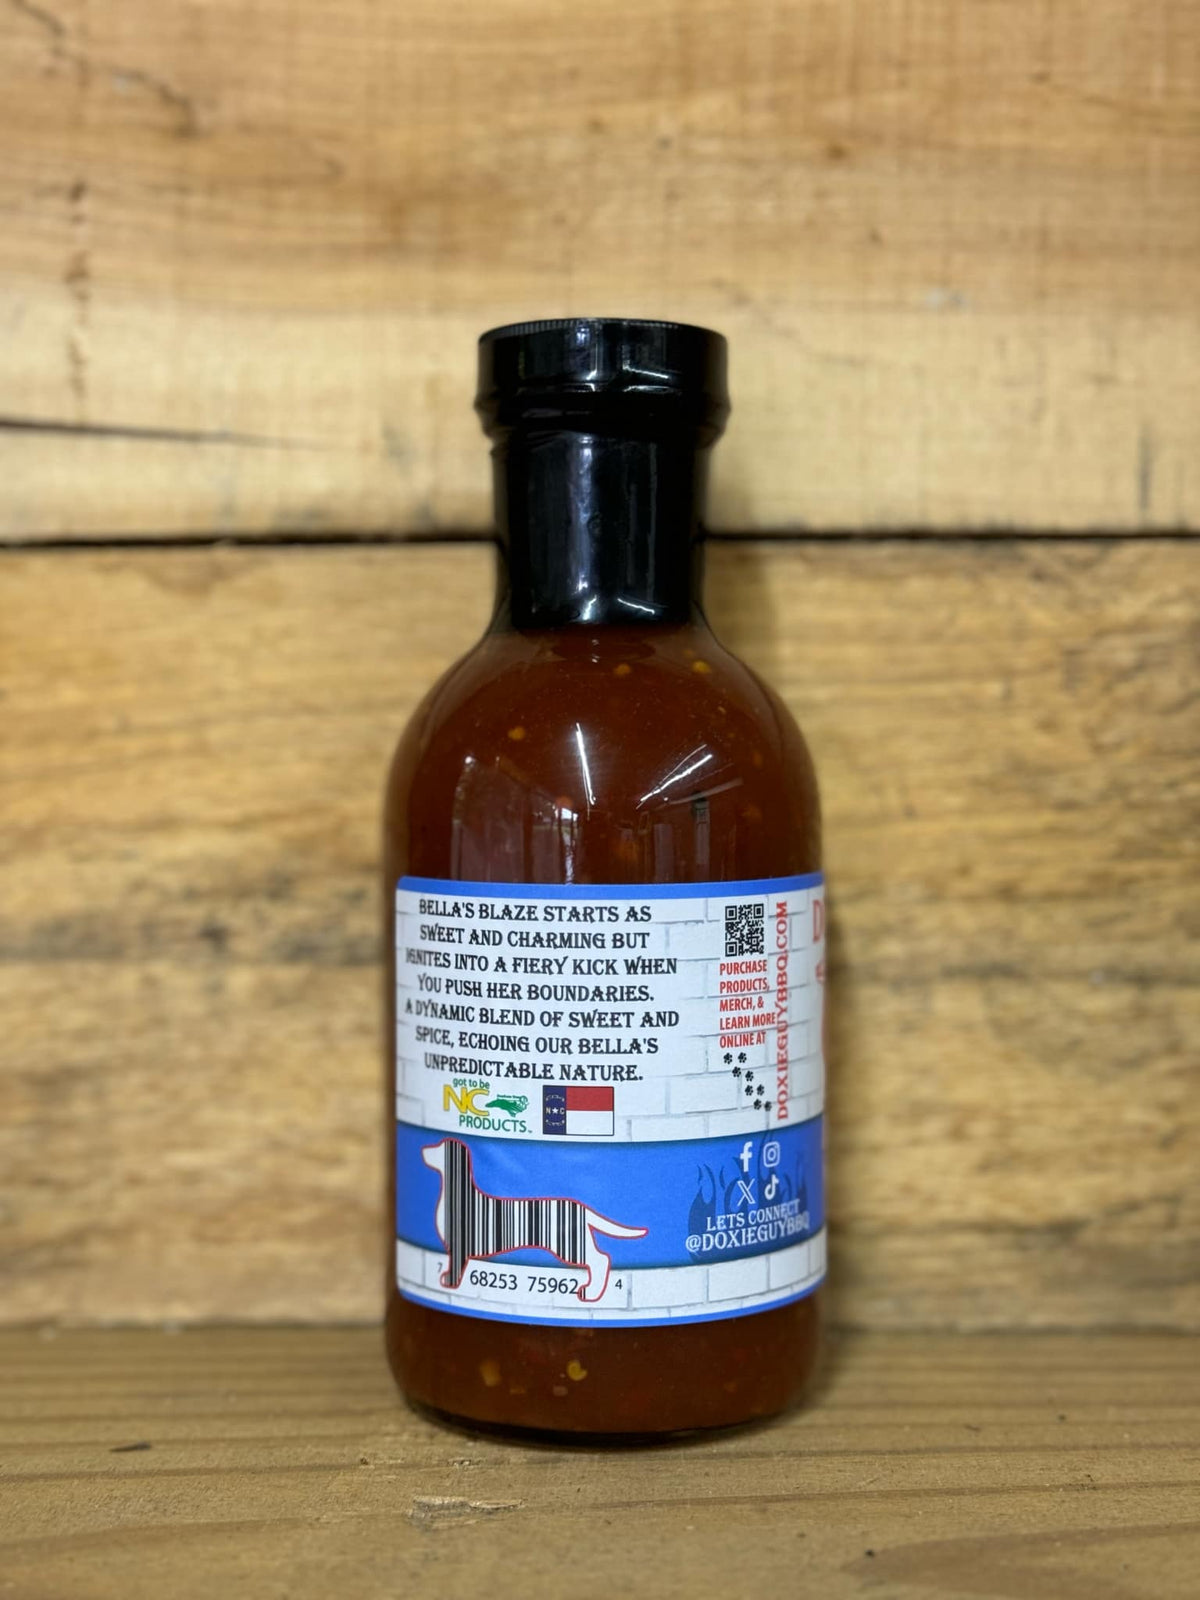 BELLA'S BLAZE STARTS AS
SWEET AND CHARMING BUT
IGNITES INTO A FIERY KICK WHEN
YOU PUSH HER BOUNDARIES.
A DYNAMIC BLEND OF SWEET AND
SPICE, ECHOING OUR BELLA'S
UNPREDICTABLE NATURE.
got to be
NC
PRODUCTS
N★C
7 68253 75962 4
PURCHASE
PRODUCTS,
MERCH, &
LEARN MORE
ONLINE AT
DOXIEGUYBBQ.COM
LETS CONNECT
@DOXIEGUYBBQ